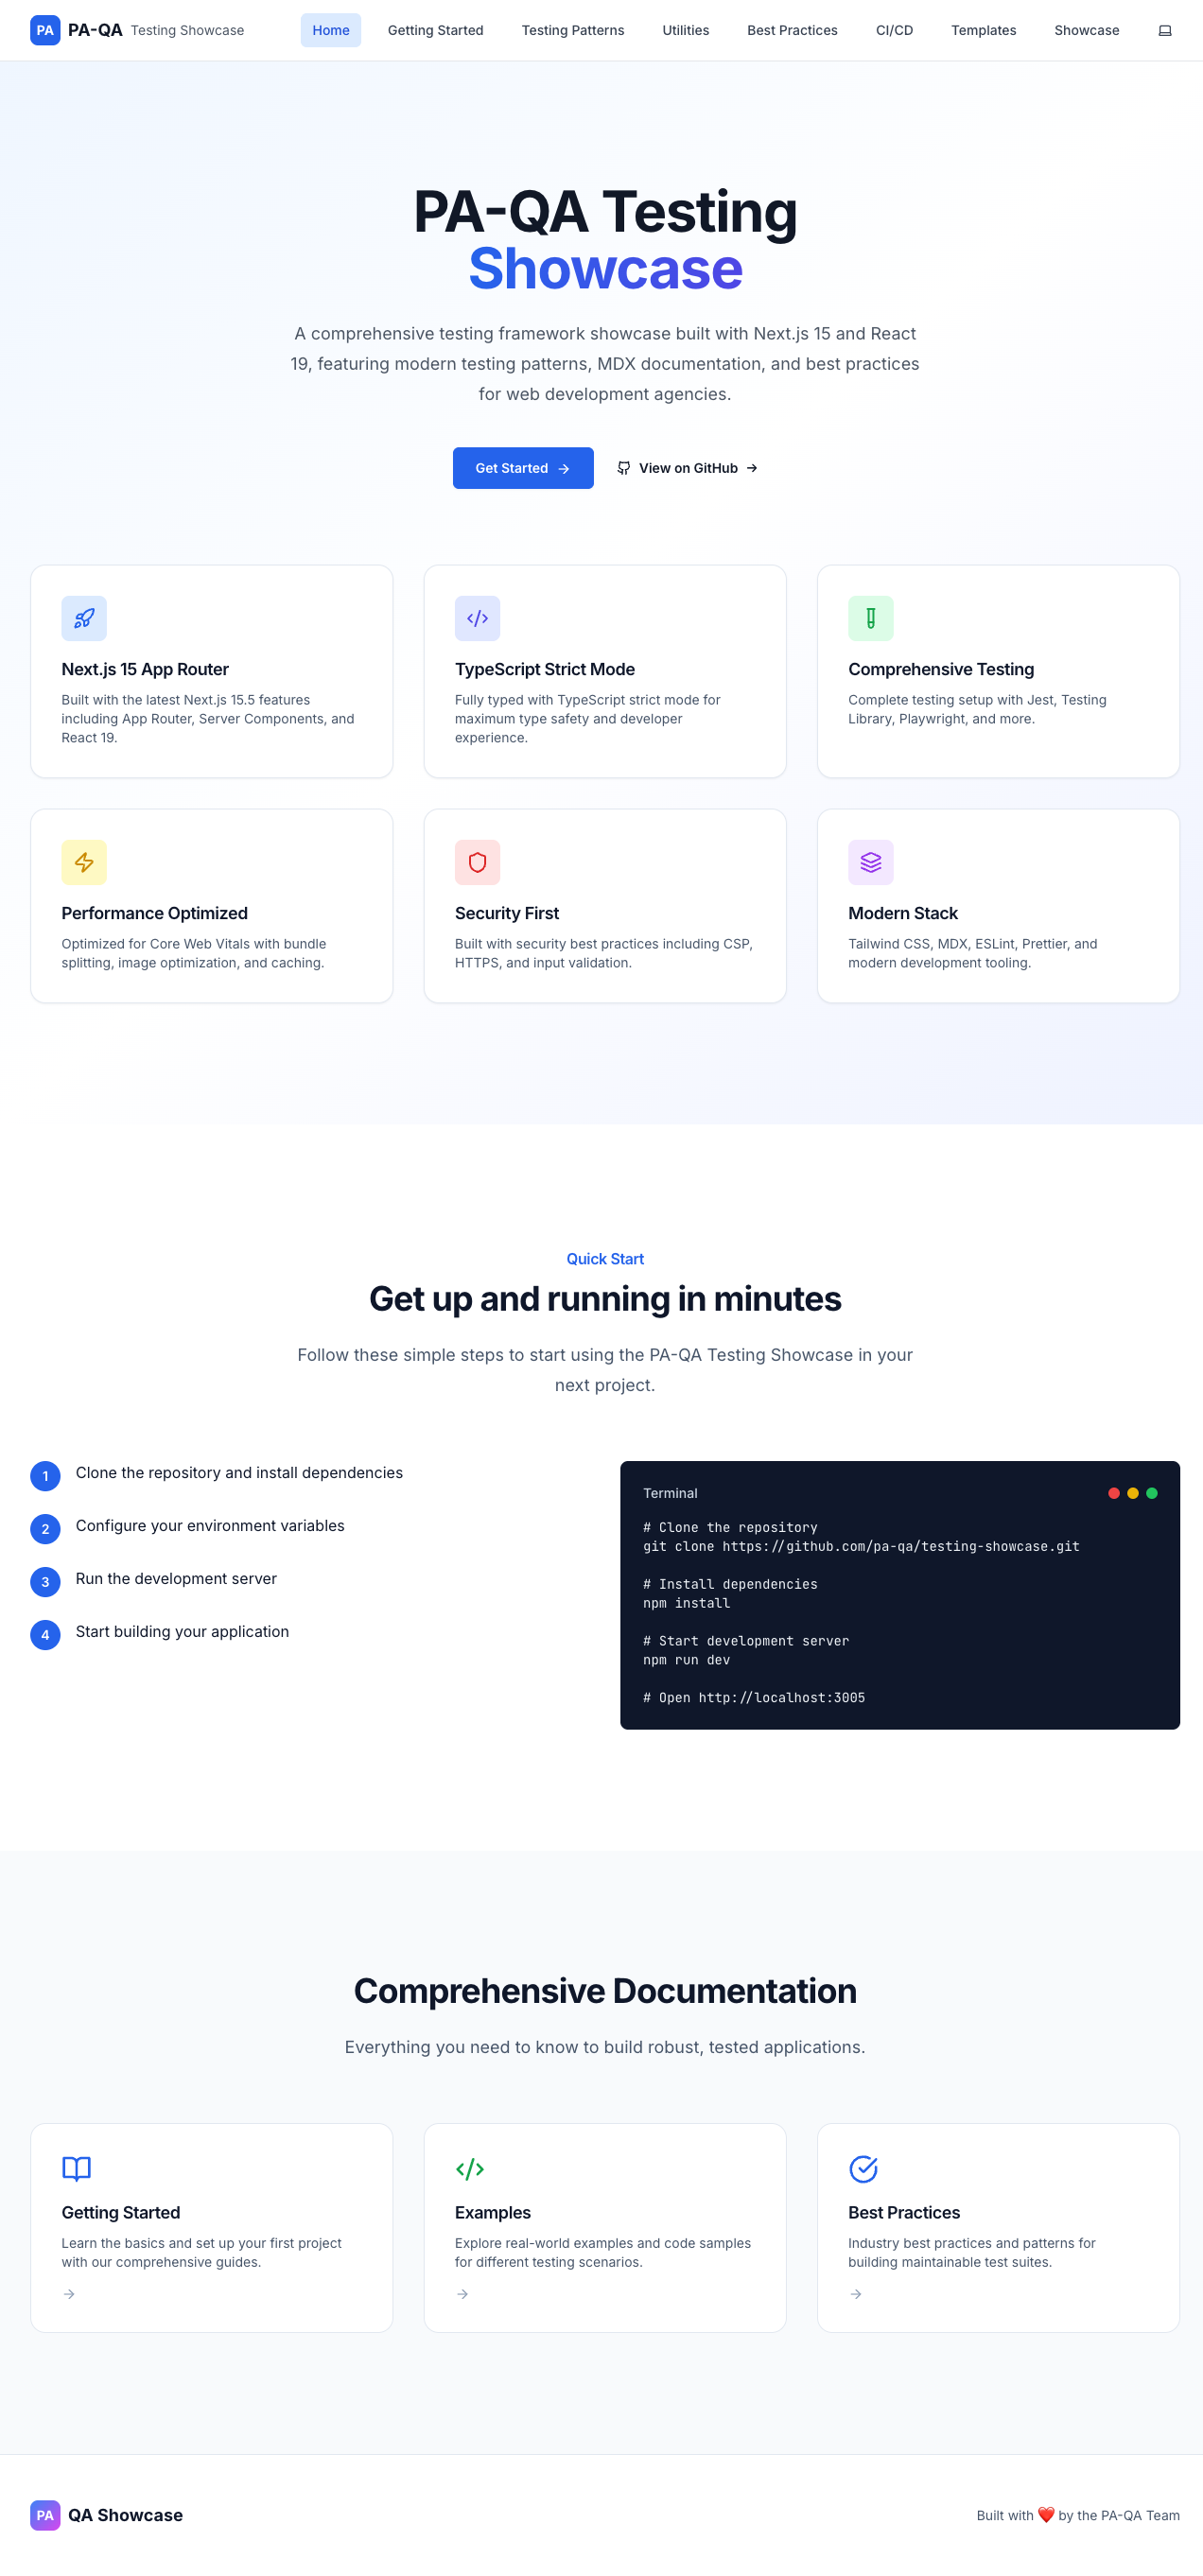 PA PA-QA Testing Showcase Home Getting Started Testing Patterns Utilities Best Practices CI/CD Templates Showcase
PA-QA Testing
Showcase
A comprehensive testing framework showcase built with Next.js 15 and React
19, featuring modern testing patterns, MDX documentation, and best practices
for web development agencies.
Get Started → View on GitHub →
Next.js 15 App Router
Built with the latest Next.js 15.5 features
including App Router, Server Components, and
React 19.
TypeScript Strict Mode
Fully typed with TypeScript strict mode for
maximum type safety and developer
experience.
Comprehensive Testing
Complete testing setup with Jest, Testing
Library, Playwright, and more.
Performance Optimized
Optimized for Core Web Vitals with bundle
splitting, image optimization, and caching.
Security First
Built with security best practices including CSP,
HTTPS, and input validation.
Modern Stack
Tailwind CSS, MDX, ESLint, Prettier, and
modern development tooling.
Quick Start
Get up and running in minutes
Follow these simple steps to start using the PA-QA Testing Showcase in your
next project.
1 Clone the repository and install dependencies
2 Configure your environment variables
3 Run the development server
4 Start building your application
Terminal
# Clone the repository
git clone https://github.com/pa-qa/testing-showcase.git
# Install dependencies
npm install
# Start development server
npm run dev
# Open http://localhost:3005
Comprehensive Documentation
Everything you need to know to build robust, tested applications.
Getting Started
Learn the basics and set up your first project
with our comprehensive guides.
→
Examples
Explore real-world examples and code samples
for different testing scenarios.
→
Best Practices
Industry best practices and patterns for
building maintainable test suites.
→
PA QA Showcase
Built with ❤️ by the PA-QA Team